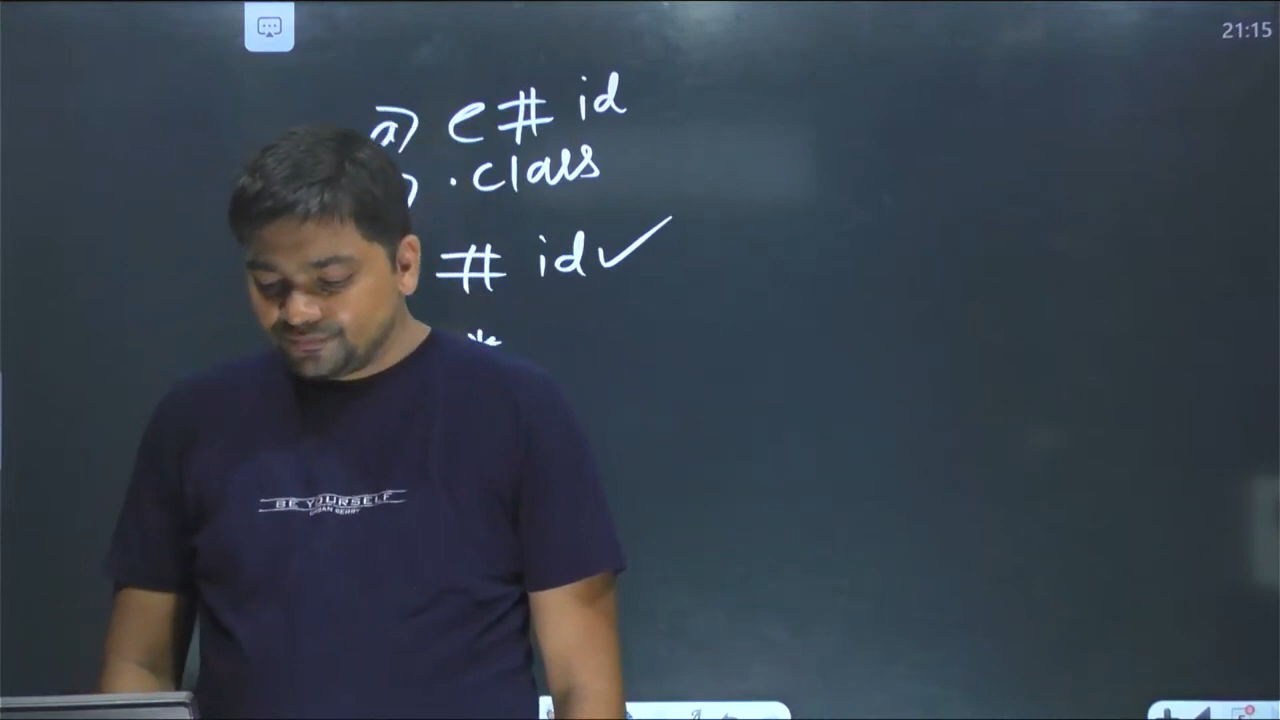 21:15
a) e# id
) .class
# id✓
*
BE YOURSELF